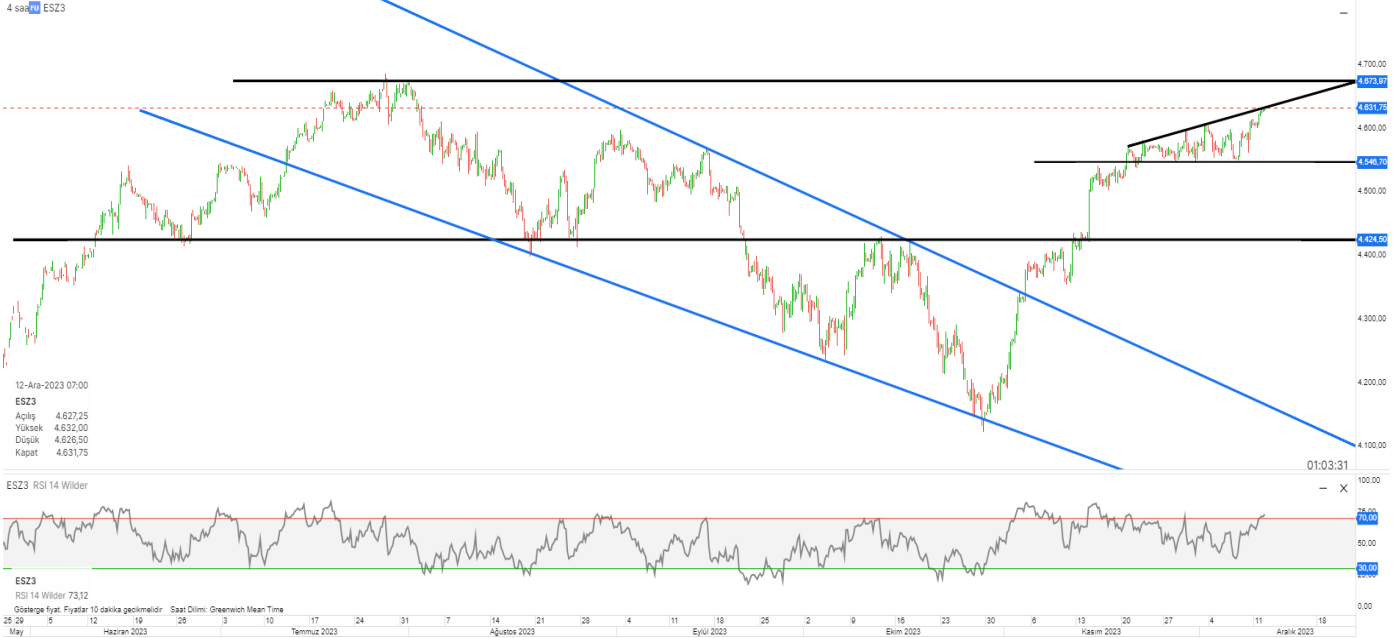 4 saa ru ESZ3
4.700,00
4.673,97
4.631,75
4.600,00
4.546,70
4.500,00
4.424,50
4.400,00
4.300,00
4.200,00
4.100,00
12-Ara-2023 07:00
ESZ3
Açılış 4.627,25
Yüksek 4.632,00
Düşük 4.626,50
Kapat 4.631,75
01:03:31
ESZ3 RSI 14 Wilder
100,00
70,00
50,00
30,00
0,00
ESZ3
RSI 14 Wilder 73,12
Gösterge fiyat. Fiyatlar 10 dakika gecikmelidir Saat Dilimi: Greenwich Mean Time
25 29 5 12 19 26 3 10 17 24 31 7 14 21 28 4 11 18 25 2 9 16 23 30 6 13 20 27 4 11 18
May Haziran 2023 Temmuz 2023 Ağustos 2023 Eylül 2023 Ekim 2023 Kasım 2023 Aralık 2023